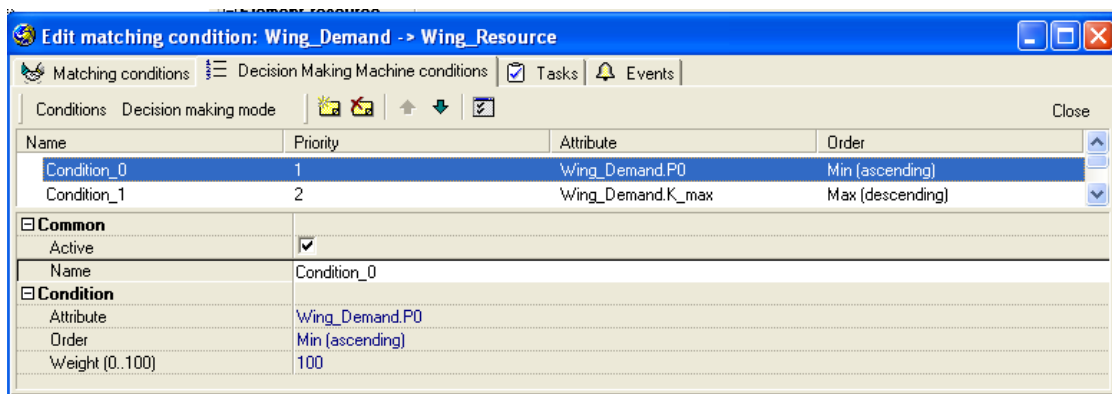 Edit matching condition: Wing_Demand -> Wing_Resource
Matching conditions Decision Making Machine conditions Tasks Events
Conditions Decision making mode Close
Name Priority Attribute Order
Condition_0 1 Wing_Demand.P0 Min (ascending)
Condition_1 2 Wing_Demand.K_max Max (descending)
Common
Active
Name Condition_0
Condition
Attribute Wing_Demand.P0
Order Min (ascending)
Weight (0..100) 100